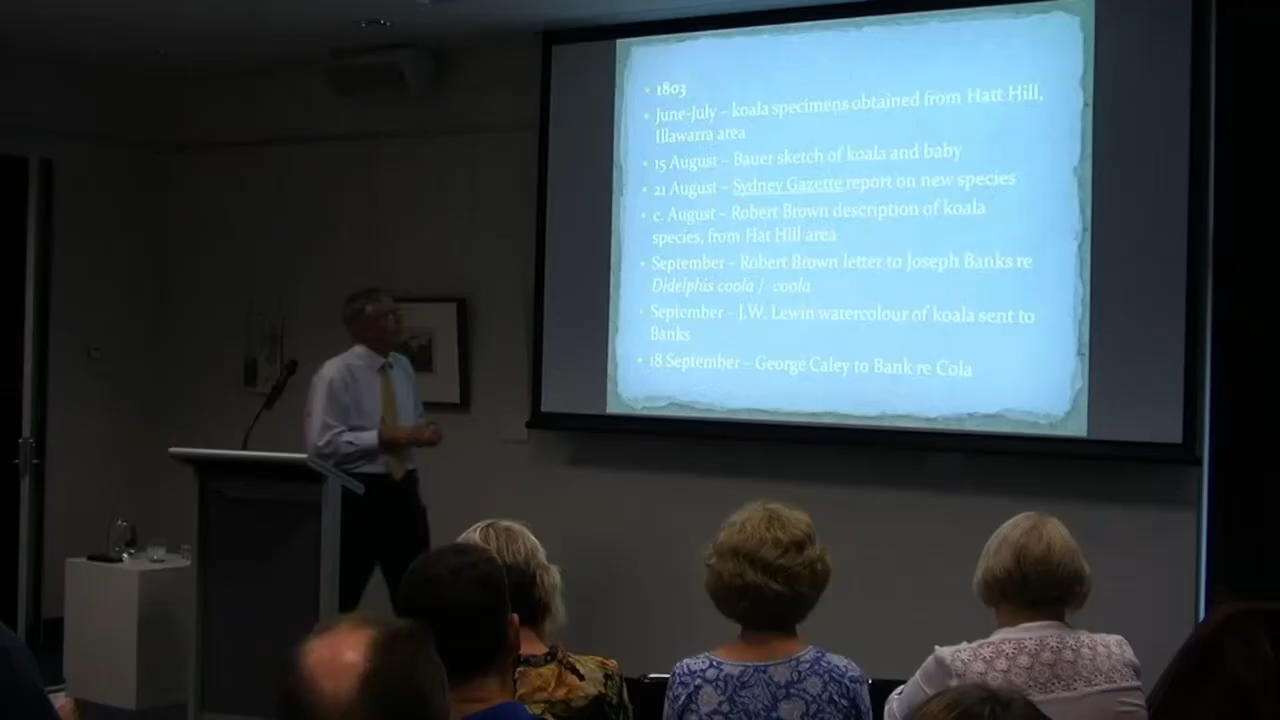 • 1803
• June-July – koala specimens obtained from Hatt Hill,
Illawarra area
• 15 August – Bauer sketch of koala and baby
• 21 August – Sydney Gazette report on new species
• c. August – Robert Brown description of koala
species, from Hat Hill area
• September – Robert Brown letter to Joseph Banks re
Didelphis coola / coola
• September – J.W. Lewin watercolour of koala sent to
Banks
• 18 September – George Caley to Bank re Cola